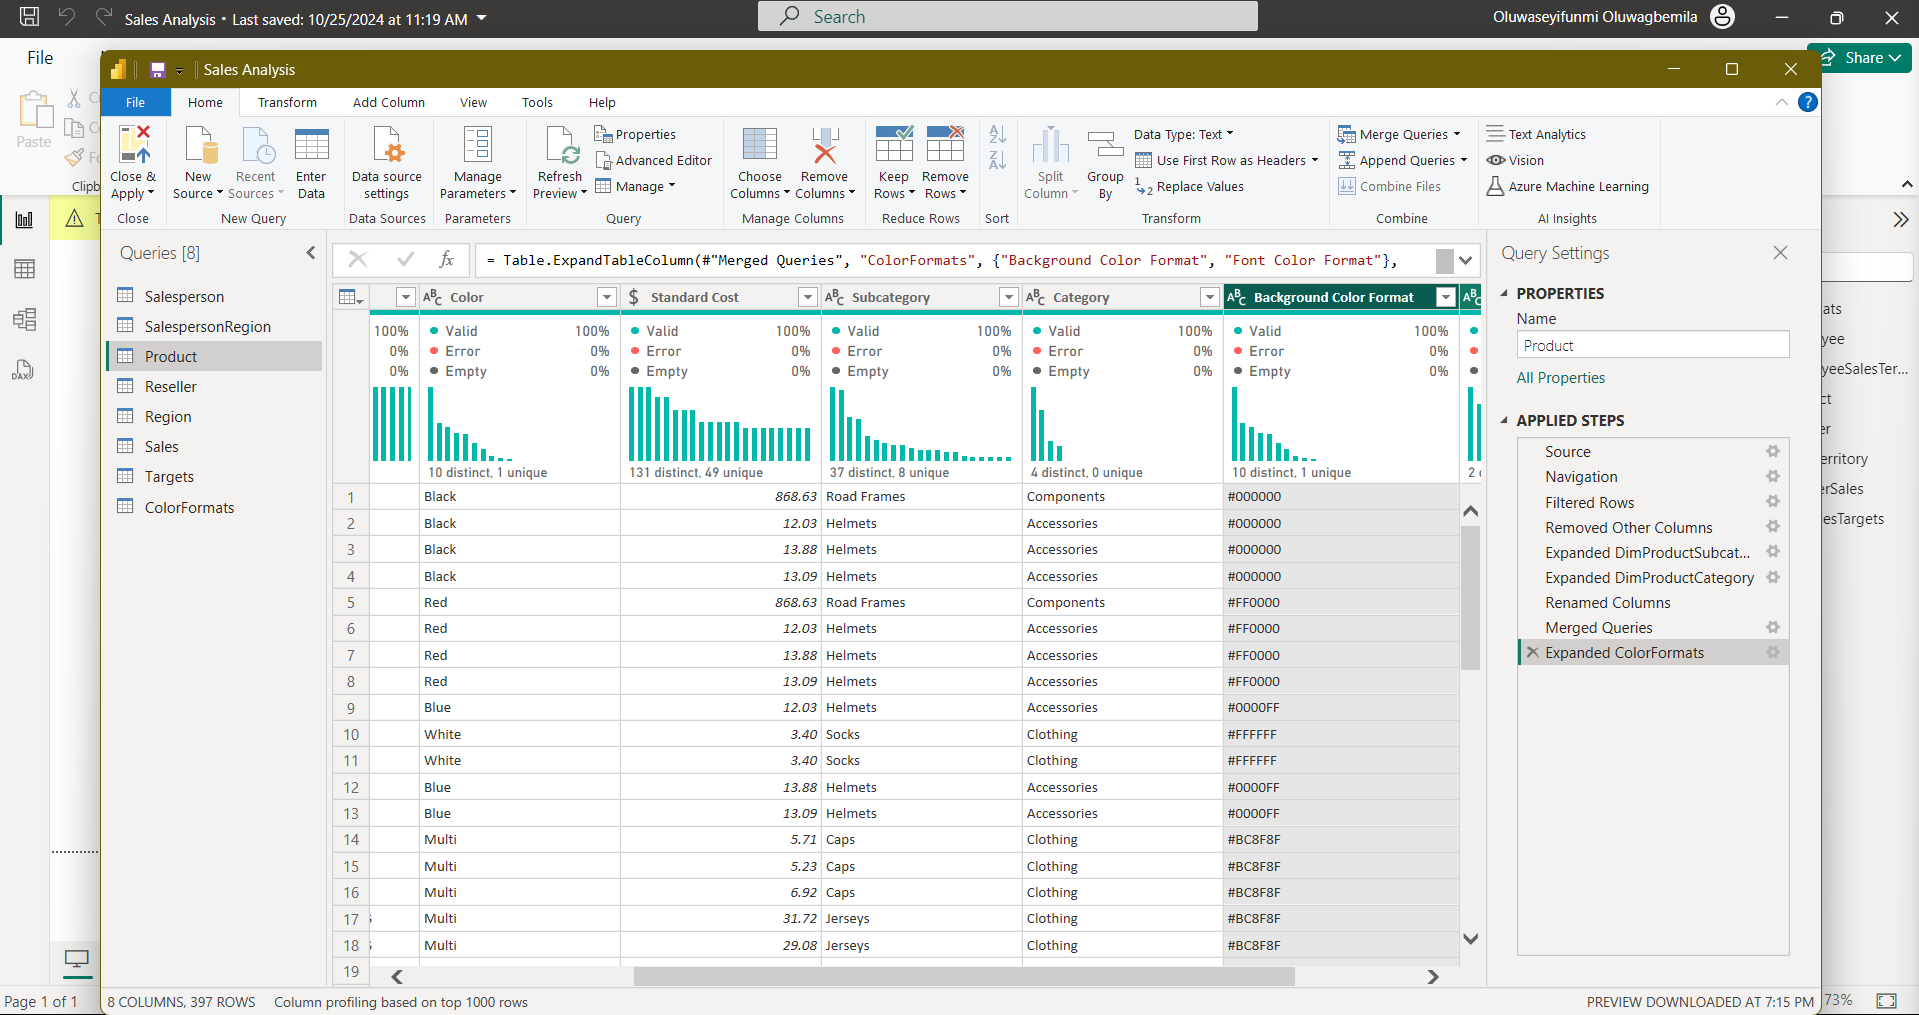 Sales Analysis • Last saved: 10/25/2024 at 11:19 AM
Search
Oluwaseyifunmi Oluwagbemila
File
Share
Paste
Clipb
Sales Analysis
File Home Transform Add Column View Tools Help
Close & Apply
New Source
Recent Sources
Enter Data
Data source settings
Manage Parameters
Refresh Preview
Properties
Advanced Editor
Manage
Choose Columns
Remove Columns
Keep Rows
Remove Rows
Split Column
Group By
Data Type: Text
Use First Row as Headers
Replace Values
Merge Queries
Append Queries
Combine Files
Text Analytics
Vision
Azure Machine Learning
Close New Query Data Sources Parameters Query Manage Columns Reduce Rows Sort Transform Combine AI Insights
Queries [8]
Salesperson
SalespersonRegion
Product
Reseller
Region
Sales
Targets
ColorFormats
fx = Table.ExpandTableColumn(#"Merged Queries", "ColorFormats", {"Background Color Format", "Font Color Format"},
ABC Color $ Standard Cost ABC Subcategory ABC Category ABC Background Color Format AB
100% Valid 100% Valid 100% Valid 100% Valid 100% Valid 100%
0% Error 0% Error 0% Error 0% Error 0% Error 0%
0% Empty 0% Empty 0% Empty 0% Empty 0% Empty 0%
10 distinct, 1 unique 131 distinct, 49 unique 37 distinct, 8 unique 4 distinct, 0 unique 10 distinct, 1 unique 2
1 Black 868.63 Road Frames Components #000000
2 Black 12.03 Helmets Accessories #000000
3 Black 13.88 Helmets Accessories #000000
4 Black 13.09 Helmets Accessories #000000
5 Red 868.63 Road Frames Components #FF0000
6 Red 12.03 Helmets Accessories #FF0000
7 Red 13.88 Helmets Accessories #FF0000
8 Red 13.09 Helmets Accessories #FF0000
9 Blue 12.03 Helmets Accessories #0000FF
10 White 3.40 Socks Clothing #FFFFFF
11 White 3.40 Socks Clothing #FFFFFF
12 Blue 13.88 Helmets Accessories #0000FF
13 Blue 13.09 Helmets Accessories #0000FF
14 Multi 5.71 Caps Clothing #BC8F8F
15 Multi 5.23 Caps Clothing #BC8F8F
16 Multi 6.92 Caps Clothing #BC8F8F
17 Multi 31.72 Jerseys Clothing #BC8F8F
18 Multi 29.08 Jerseys Clothing #BC8F8F
19
Query Settings
PROPERTIES
Name
Product
All Properties
APPLIED STEPS
Source
Navigation
Filtered Rows
Removed Other Columns
Expanded DimProductSubcat...
Expanded DimProductCategory
Renamed Columns
Merged Queries
Expanded ColorFormats
ats
yee
yeeSalesTer...
ct
er
erritory
erSales
esTargets
DAX
Page 1 of 1
8 COLUMNS, 397 ROWS Column profiling based on top 1000 rows
PREVIEW DOWNLOADED AT 7:15 PM
73%